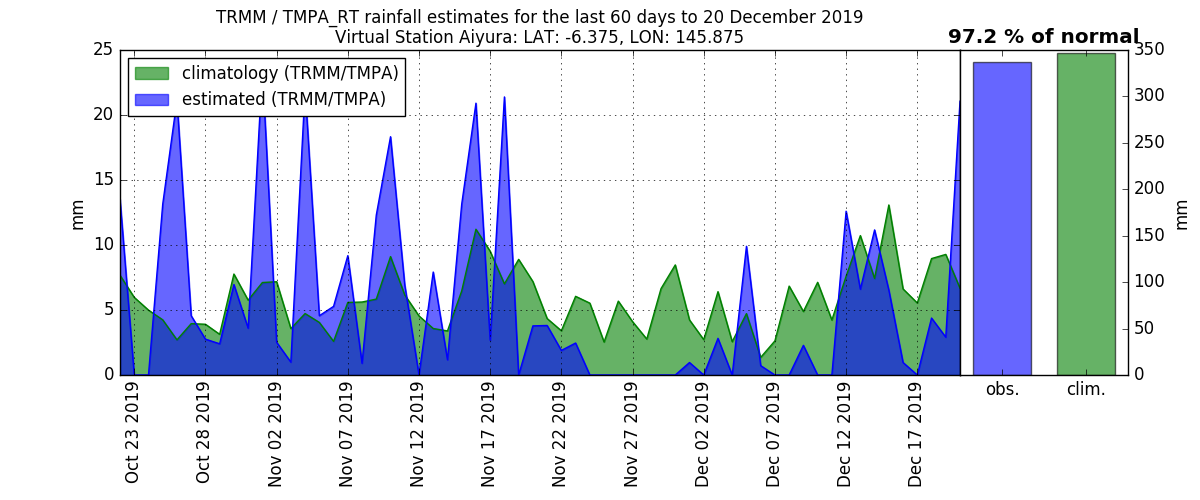 TRMM / TMPA_RT rainfall estimates for the last 60 days to 20 December 2019
Virtual Station Aiyura: LAT: -6.375, LON: 145.875
97.2 % of normal
climatology (TRMM/TMPA)
estimated (TRMM/TMPA)
25
20
15
10
5
0
mm
350
300
250
200
150
100
50
0
mm
Oct 23 2019
Oct 28 2019
Nov 02 2019
Nov 07 2019
Nov 12 2019
Nov 17 2019
Nov 22 2019
Nov 27 2019
Dec 02 2019
Dec 07 2019
Dec 12 2019
Dec 17 2019
obs.
clim.